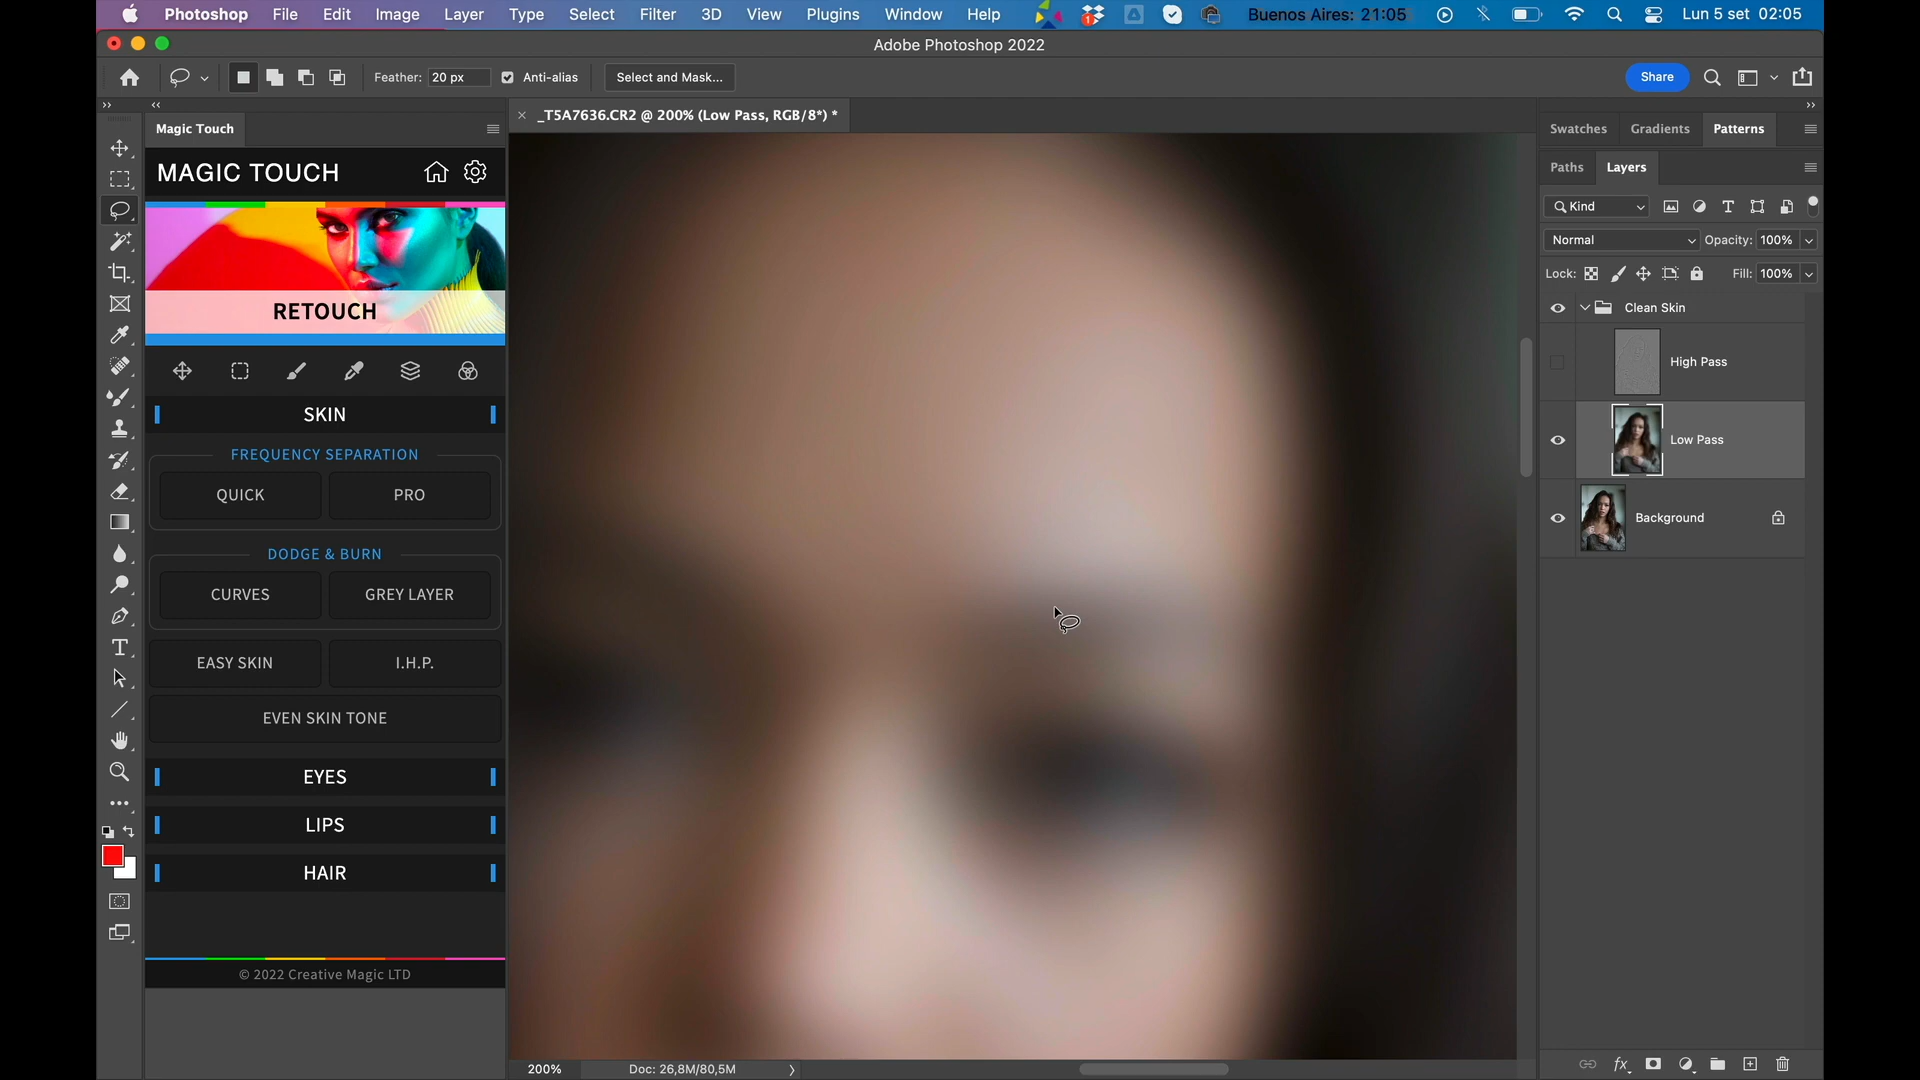 Photoshop File Edit Image Layer Type Select Filter 3D View Plugins Window Help 1 Buenos Aires: 21:05 Lun 5 set 02:05
Adobe Photoshop 2022
Feather: 20 px Anti-alias Select and Mask... Share
Magic Touch
_T5A7636.CR2 @ 200% (Low Pass, RGB/8*) *
Swatches Gradients Patterns
MAGIC TOUCH
Paths Layers
Kind
Normal Opacity: 100%
Lock: Fill: 100%
RETOUCH
Clean Skin
High Pass
SKIN
Low Pass
FREQUENCY SEPARATION
QUICK PRO
Background
DODGE & BURN
CURVES GREY LAYER
EASY SKIN I.H.P.
EVEN SKIN TONE
EYES
LIPS
HAIR
© 2022 Creative Magic LTD
200% Doc: 26,8M/80,5M
fx